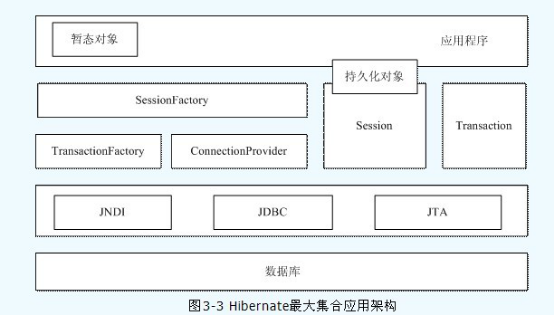 暂态对象
应用程序
持久化对象
SessionFactory
Session
Transaction
TransactionFactory
ConnectionProvider
JNDI
JDBC
JTA
数据库
图3-3 Hibernate最大集合应用架构